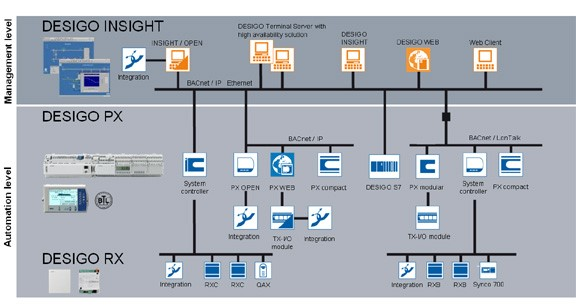 Management level
DESIGO INSIGHT
INSIGHT / OPEN
Integration
DESIGO Terminal Server with
high availability solution
DESIGO
INSIGHT
DESIGO WEB
Web Client
BACnet / IP Ethernet
Automation level
DESIGO PX
BTL
BACnet / IP
BACnet / LonTalk
System
controller
PX OPEN
PX WEB
PX compact
DESIGO S7
PX modular
System
controller
PX compact
Integration
TX-I/O
module
Integration
TX-I/O module
DESIGO RX
Integration
RXC
RXC
QAX
Integration
RXB
RXB
Synco 700